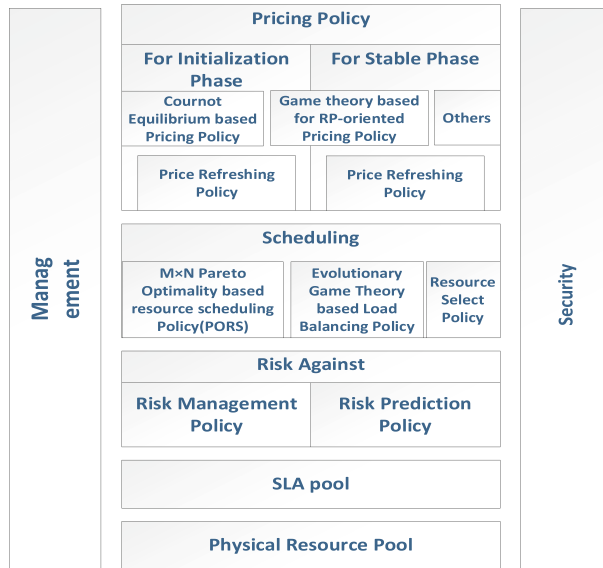 Pricing Policy
For Initialization
Phase
For Stable Phase
Cournot
Equilibrium based
Pricing Policy
Game theory based
for RP-oriented
Pricing Policy
Others
Price Refreshing
Policy
Price Refreshing
Policy
Manag
ement
Security
Scheduling
M×N Pareto
Optimality based
resource scheduling
Policy(PORS)
Evolutionary
Game Theory
based Load
Balancing Policy
Resource
Select
Policy
Risk Against
Risk Management
Policy
Risk Prediction
Policy
SLA pool
Physical Resource Pool